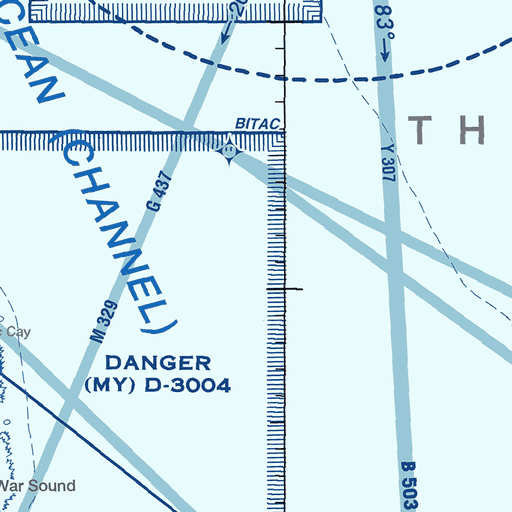 CEAN (CHANNEL)
83°
BITAC
T H
Y 307
G 437
M 329
Cay
DANGER
(MY) D-3004
B 503
War Sound